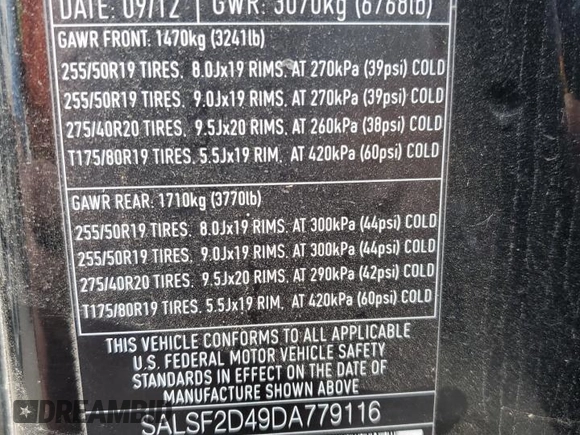 DATE: 09/12 GWR: 3070kg (6768lb)
GAWR FRONT: 1470kg (3241lb)
255/50R19 TIRES, 8.0Jx19 RIMS, AT 270kPa (39psi) COLD
255/50R19 TIRES, 9.0Jx19 RIMS, AT 270kPa (39psi) COLD
275/40R20 TIRES, 9.5Jx20 RIMS, AT 260kPa (38psi) COLD
T175/80R19 TIRES, 5.5Jx19 RIM, AT 420kPa (60psi) COLD
GAWR REAR: 1710kg (3770lb)
255/50R19 TIRES, 8.0Jx19 RIMS, AT 300kPa (44psi) COLD
255/50R19 TIRES, 9.0Jx19 RIMS, AT 300kPa (44psi) COLD
275/40R20 TIRES, 9.5Jx20 RIMS, AT 290kPa (42psi) COLD
T175/80R19 TIRES, 5.5Jx19 RIM, AT 420kPa (60psi) COLD
THIS VEHICLE CONFORMS TO ALL APPLICABLE
U.S. FEDERAL MOTOR VEHICLE SAFETY
STANDARDS IN EFFECT ON THE DATE OF
MANUFACTURE SHOWN ABOVE
SALSF2D49DA779116
DREAMBID